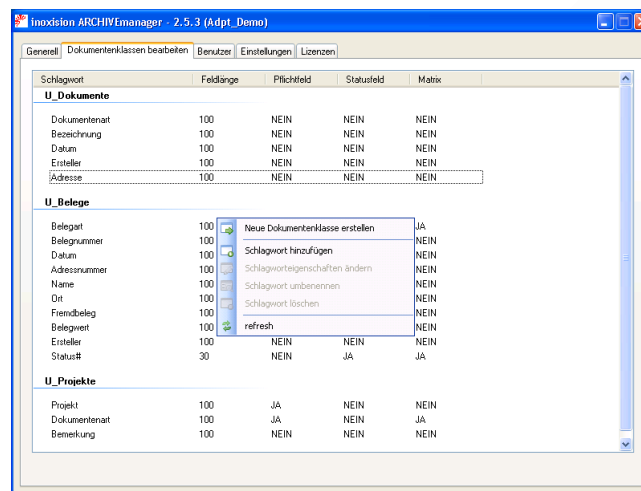 inoxision ARCHIVEmanager - 2.5.3 (Adpt_Demo)
Generell Dokumentenklassen bearbeiten Benutzer Einstellungen Lizenzen
Schlagwort Feldlänge Pflichtfeld Statusfeld Matrix
U_Dokumente
Dokumentenart 100 NEIN NEIN NEIN
Bezeichnung 100 NEIN NEIN NEIN
Datum 100 NEIN NEIN NEIN
Ersteller 100 NEIN NEIN NEIN
Adresse 100 NEIN NEIN NEIN
U_Belege
Belegart 100 JA
Belegnummer 100 NEIN
Datum 100 NEIN
Adressnummer 100 NEIN
Name 100 NEIN
Ort 100 NEIN
Fremdbeleg 100 NEIN
Belegwert 100 NEIN
Ersteller 100 NEIN NEIN NEIN
Status# 30 NEIN JA JA
Neue Dokumentenklasse erstellen
Schlagwort hinzufügen
Schlagworteigenschaften ändern
Schlagwort umbenennen
Schlagwort löschen
refresh
U_Projekte
Projekt 100 JA NEIN NEIN
Dokumentenart 100 JA NEIN JA
Bemerkung 100 NEIN NEIN NEIN